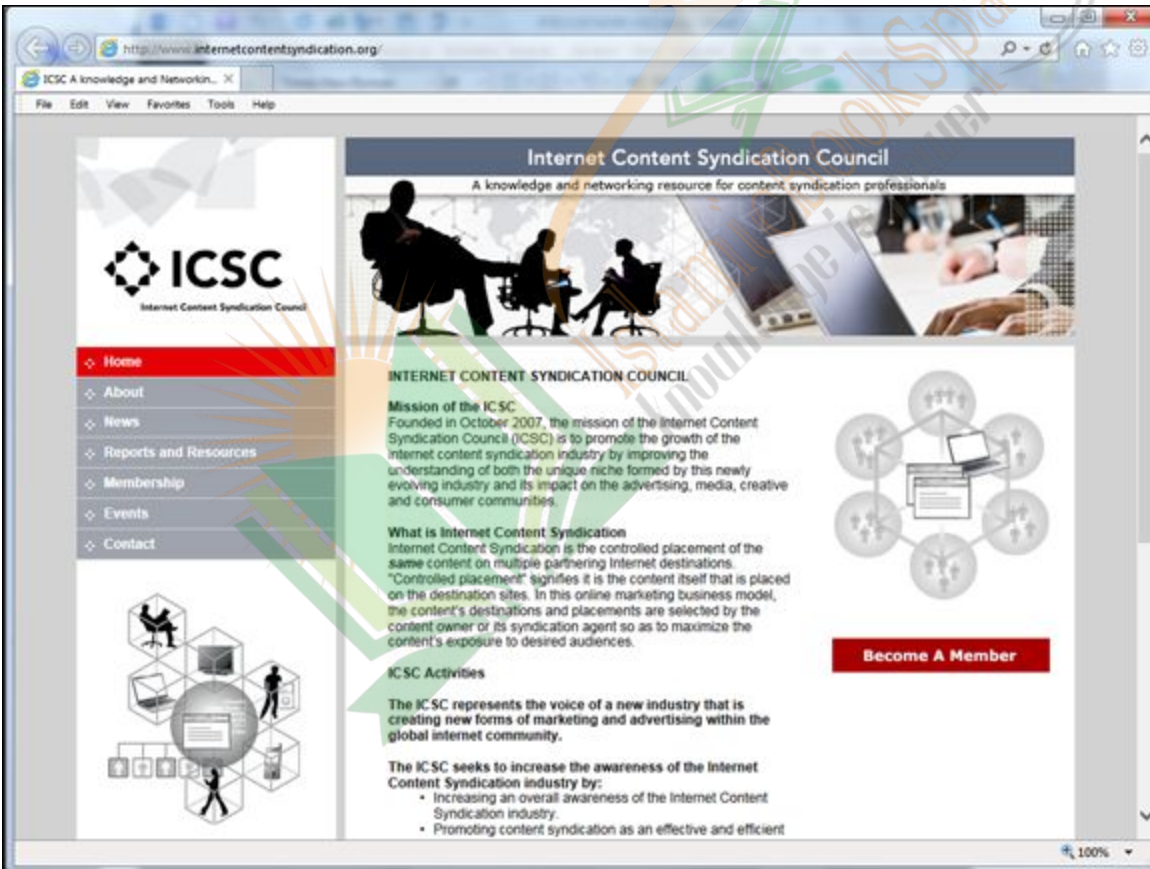 http://www.internetcontentsyndication.org/
ICSC A knowledge and Networkin...
File Edit View Favorites Tools Help
Internet Content Syndication Council
A knowledge and networking resource for content syndication professionals
ICSC
Internet Content Syndication Council
Home
About
News
Reports and Resources
Membership
Events
Contact
INTERNET CONTENT SYNDICATION COUNCIL
Mission of the ICSC
Founded in October 2007, the mission of the Internet Content
Syndication Council (ICSC) is to promote the growth of the
internet content syndication industry by improving the
understanding of both the unique niche formed by this newly
evolving industry and its impact on the advertising, media, creative
and consumer communities.
What is Internet Content Syndication
Internet Content Syndication is the controlled placement of the
same content on multiple partnering Internet destinations.
"Controlled placement" signifies it is the content itself that is placed
on the destination sites. In this online marketing business model,
the content's destinations and placements are selected by the
content owner or its syndication agent so as to maximize the
content's exposure to desired audiences.
ICSC Activities
The ICSC represents the voice of a new industry that is
creating new forms of marketing and advertising within the
global internet community.
The ICSC seeks to increase the awareness of the Internet
Content Syndication industry by:
• Increasing an overall awareness of the Internet Content
Syndication industry.
• Promoting content syndication as an effective and efficient
Become A Member
100%